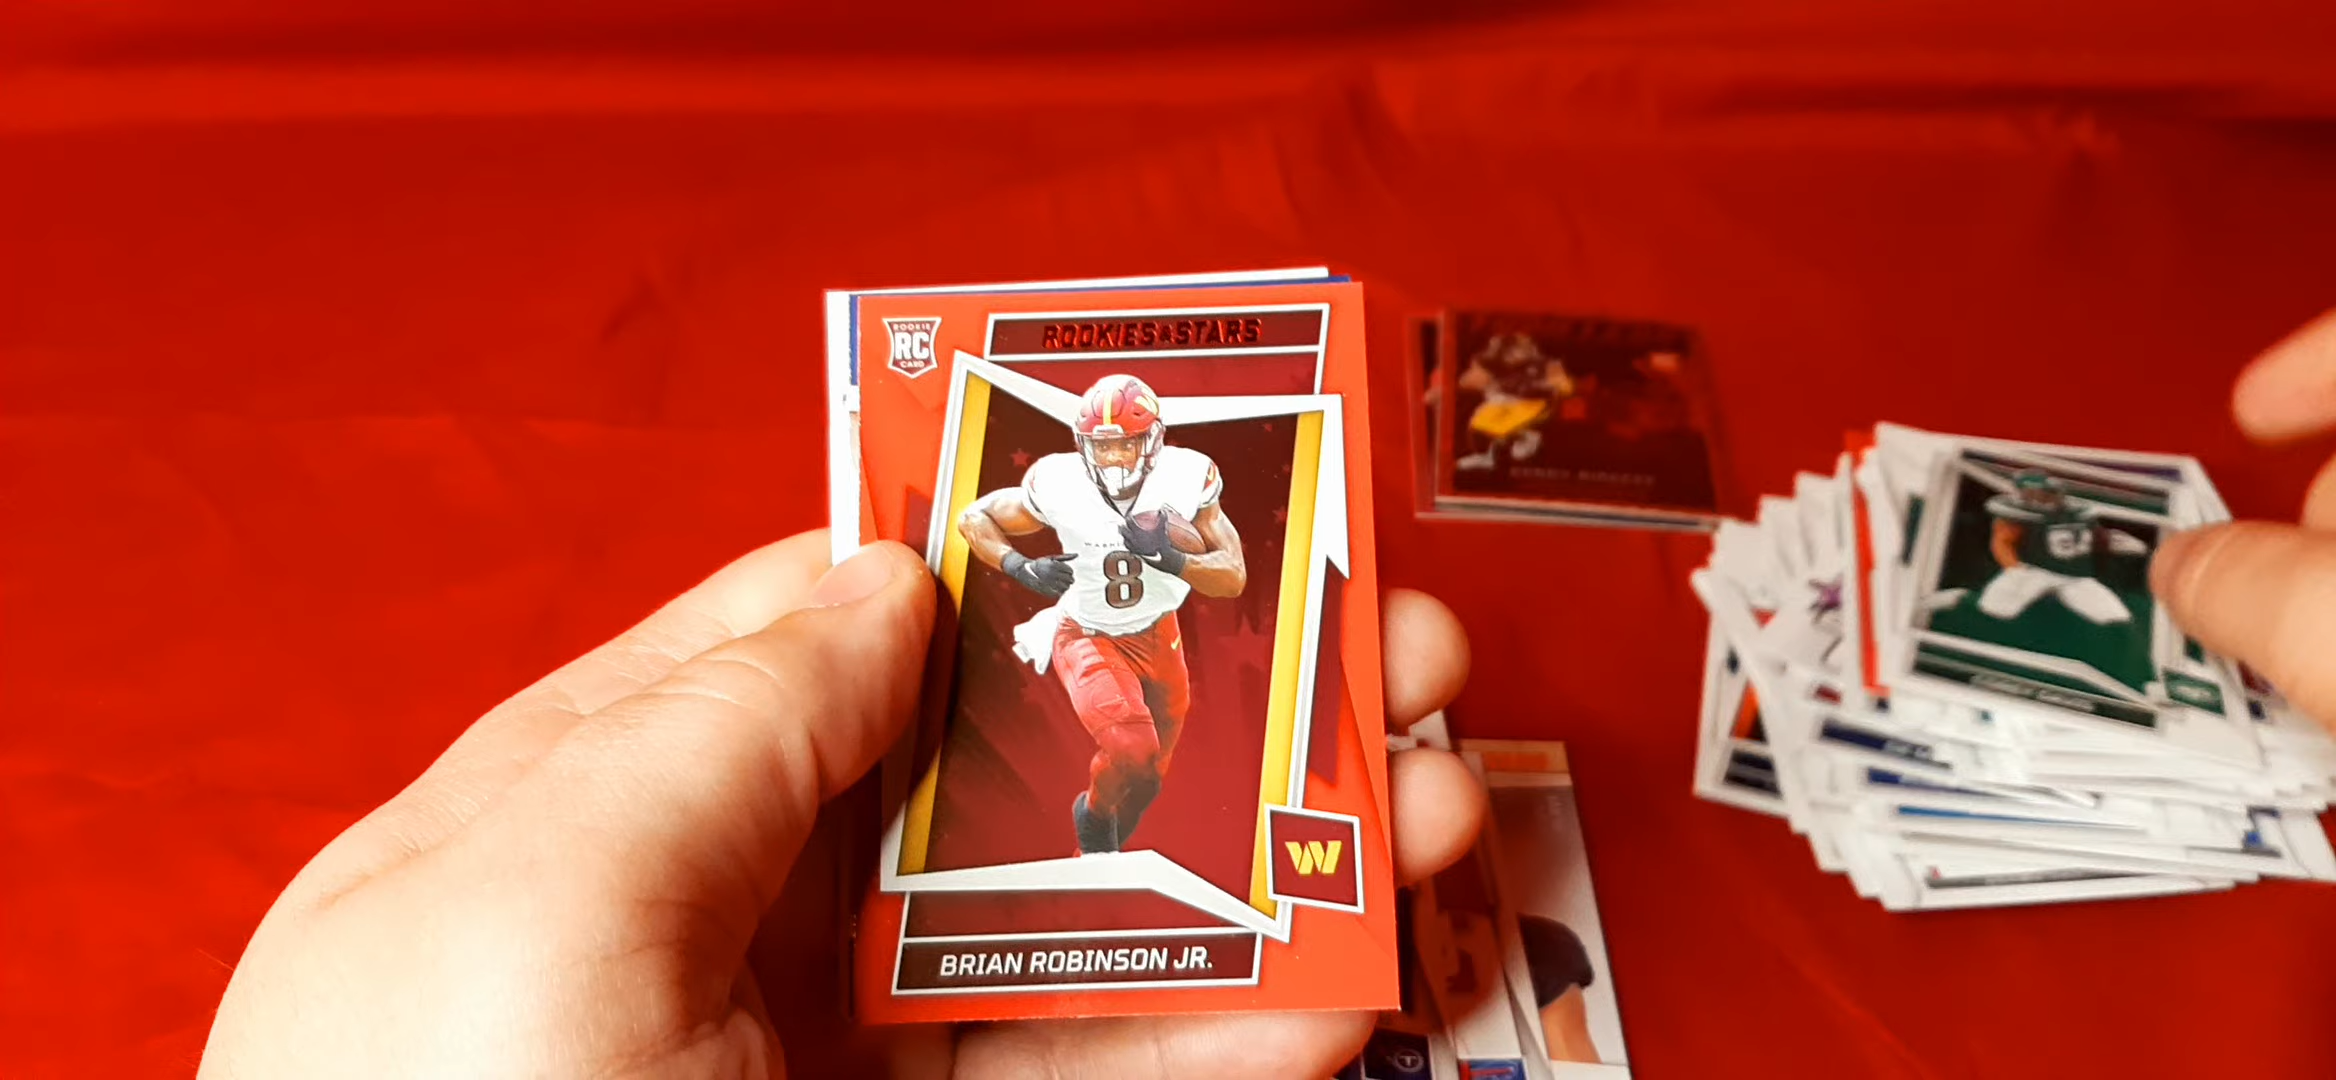 ROOKIE
RC
CARD
ROOKIES & STARS
8
BRIAN ROBINSON JR.